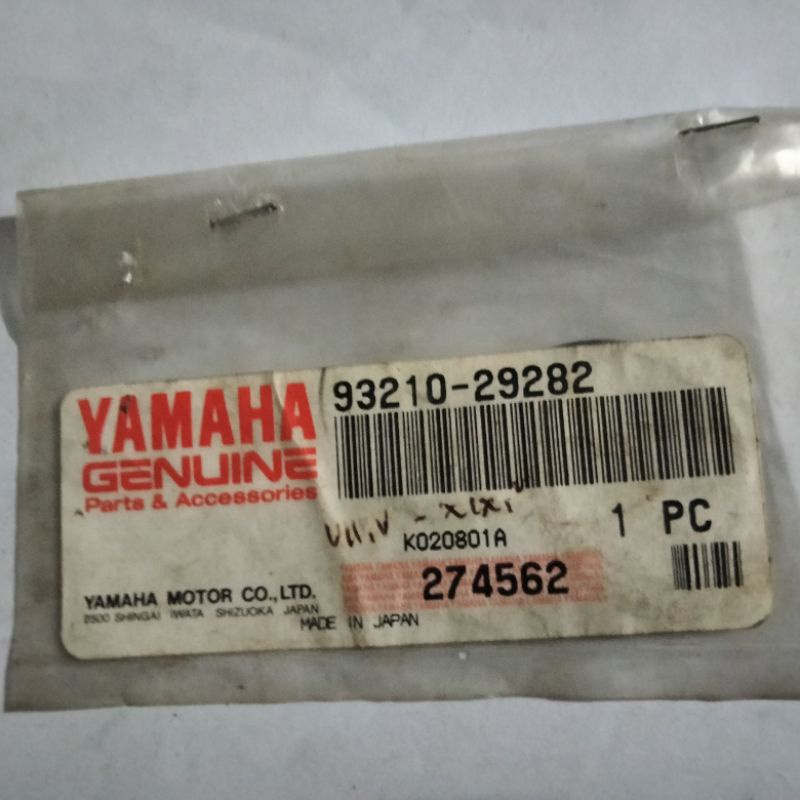 YAMAHA
GENUINE
Parts & Accessories
93210-29282
K020801A
1 PC
274562
YAMAHA MOTOR CO., LTD.
2500 SHINGAI IWATA SHIZUOKA JAPAN
MADE IN JAPAN